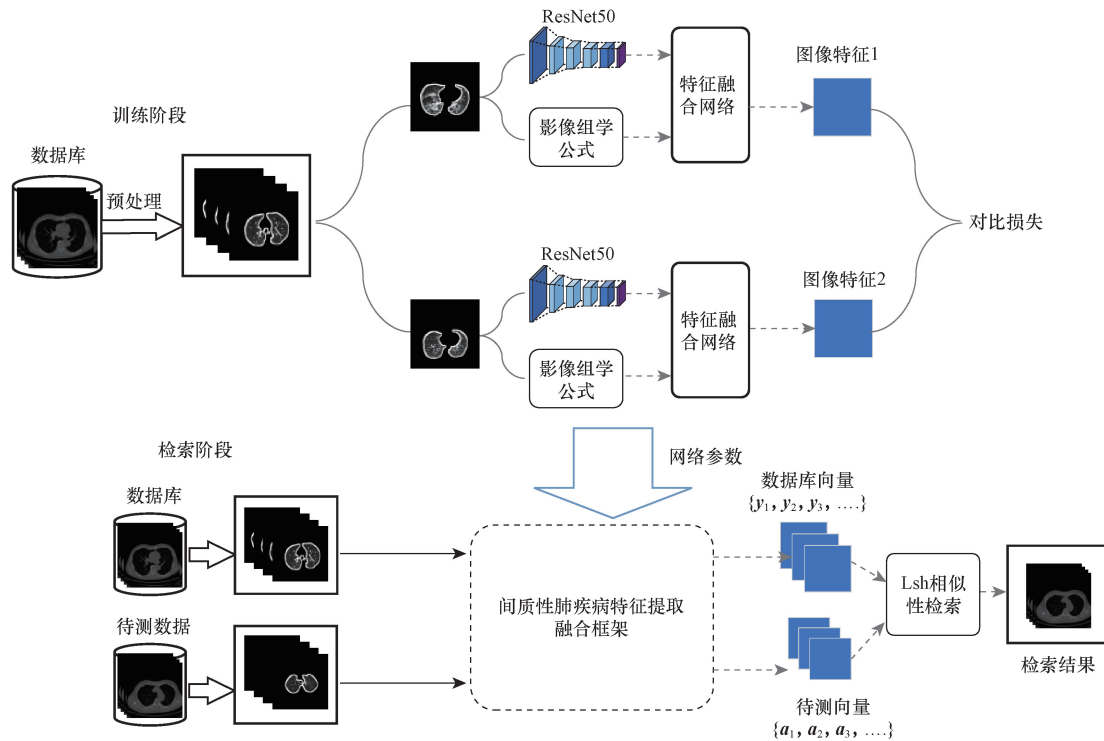 训练阶段
数据库
预处理
ResNet50
影像组学
公式
特征融
合网络
图像特征1
ResNet50
影像组学
公式
特征融
合网络
图像特征2
对比损失
网络参数
检索阶段
数据库
待测数据
间质性肺疾病特征提取
融合框架
数据库向量
{y₁, y₂, y₃, ….}
待测向量
{a₁, a₂, a₃, ….}
Lsh相似
性检索
检索结果